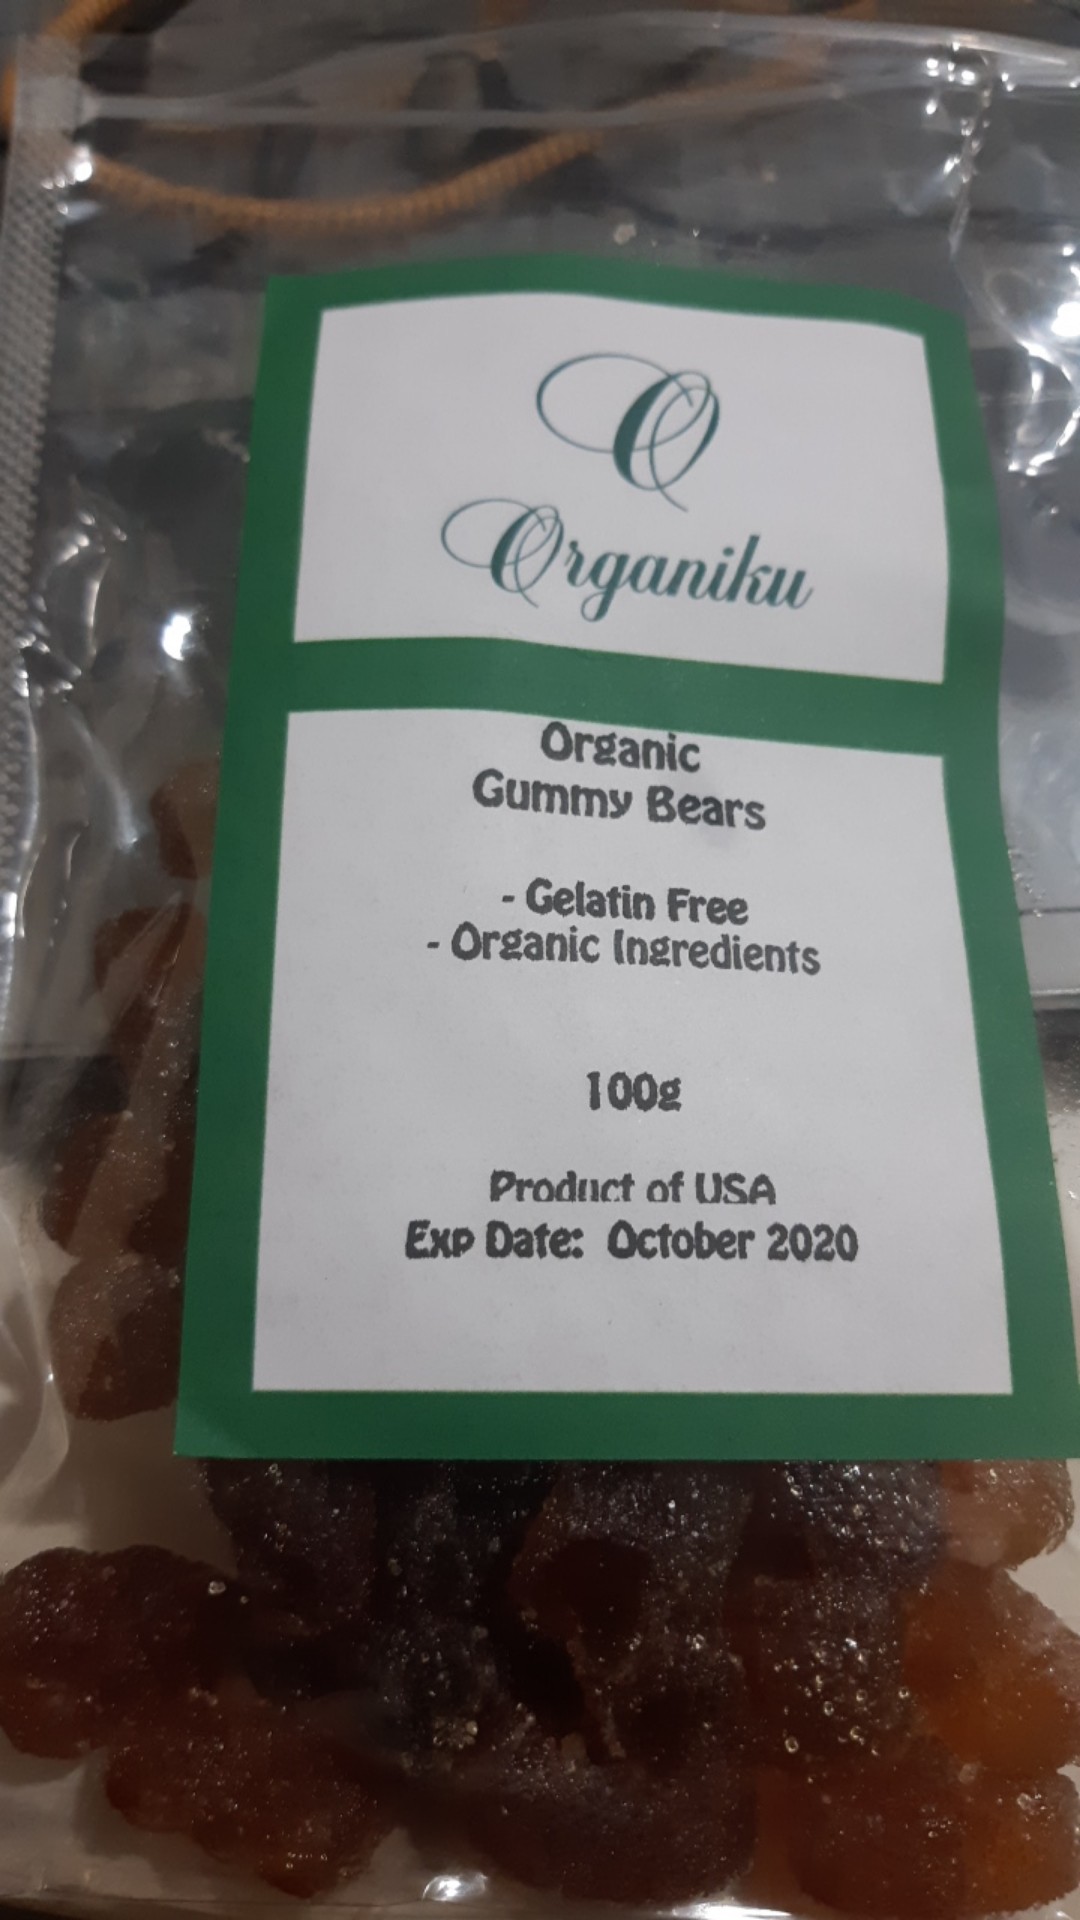 O
Organiku
Organic
Gummy Bears
- Gelatin Free
- Organic Ingredients
100g
Product of USA
Exp Date: October 2020